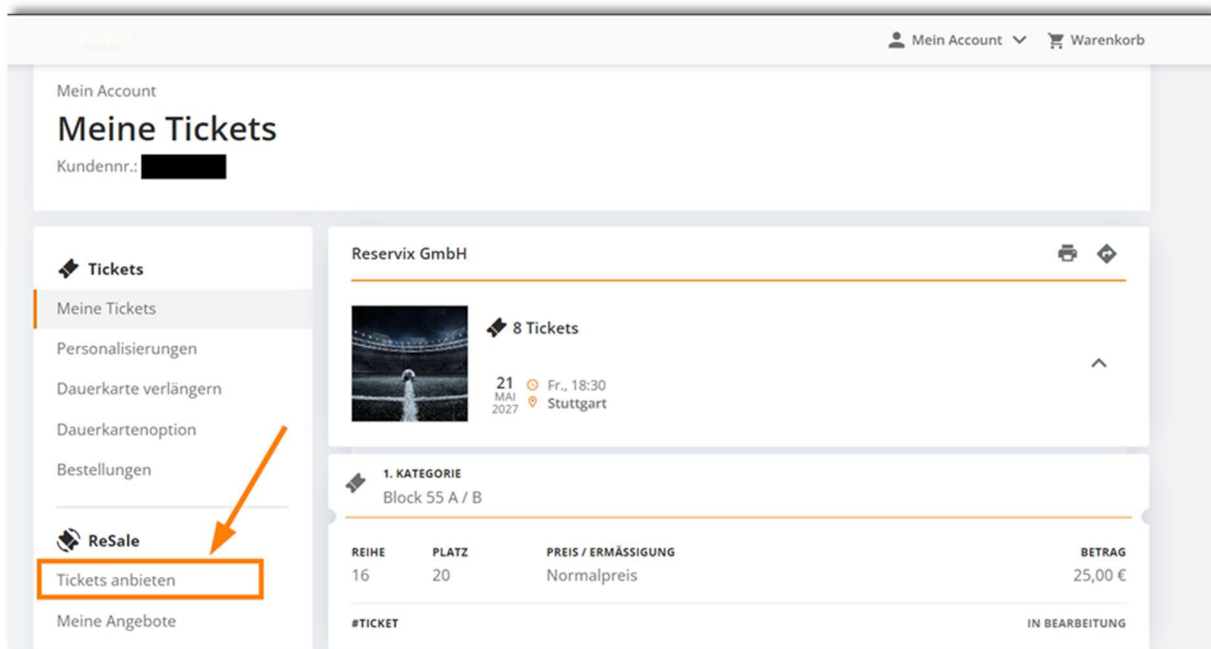 Mein Account Warenkorb
Mein Account
Meine Tickets
Kundennr.:
Tickets
Meine Tickets
Personalisierungen
Dauerkarte verlängern
Dauerkartenoption
Bestellungen
ReSale
Tickets anbieten
Meine Angebote
Reservix GmbH
8 Tickets
21
MAI
2027
Fr., 18:30
Stuttgart
1. KATEGORIE
Block 55 A / B
REIHE PLATZ PREIS / ERMÄSSIGUNG BETRAG
16 20 Normalpreis 25,00 €
#TICKET IN BEARBEITUNG